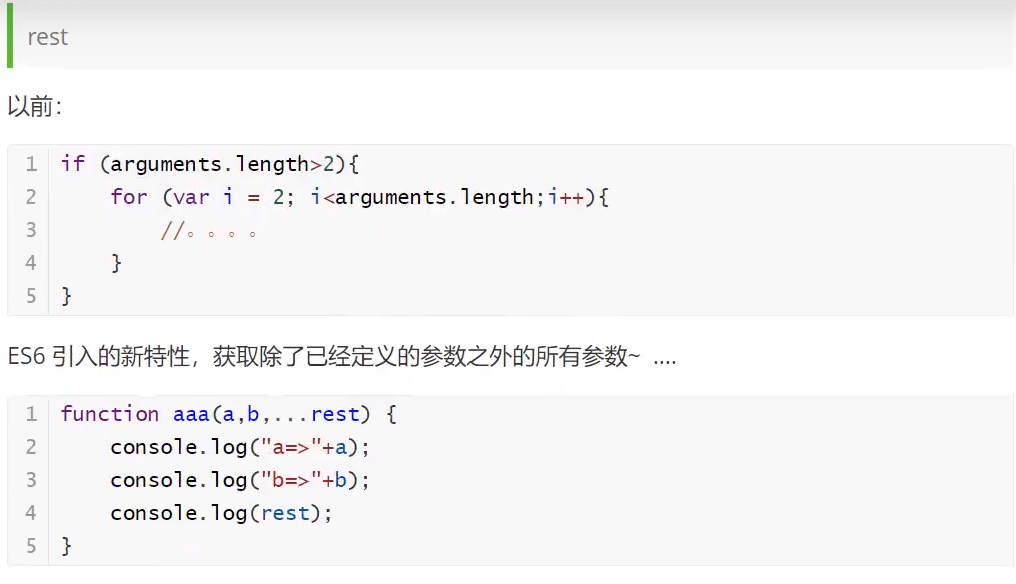 rest
以前：
1 if (arguments.length>2){
2     for (var i = 2; i<arguments.length;i++){
3         //。。。。
4     }
5 }
ES6 引入的新特性，获取除了已经定义的参数之外的所有参数~ ....
1 function aaa(a,b,...rest) {
2     console.log("a=>"+a);
3     console.log("b=>"+b);
4     console.log(rest);
5 }